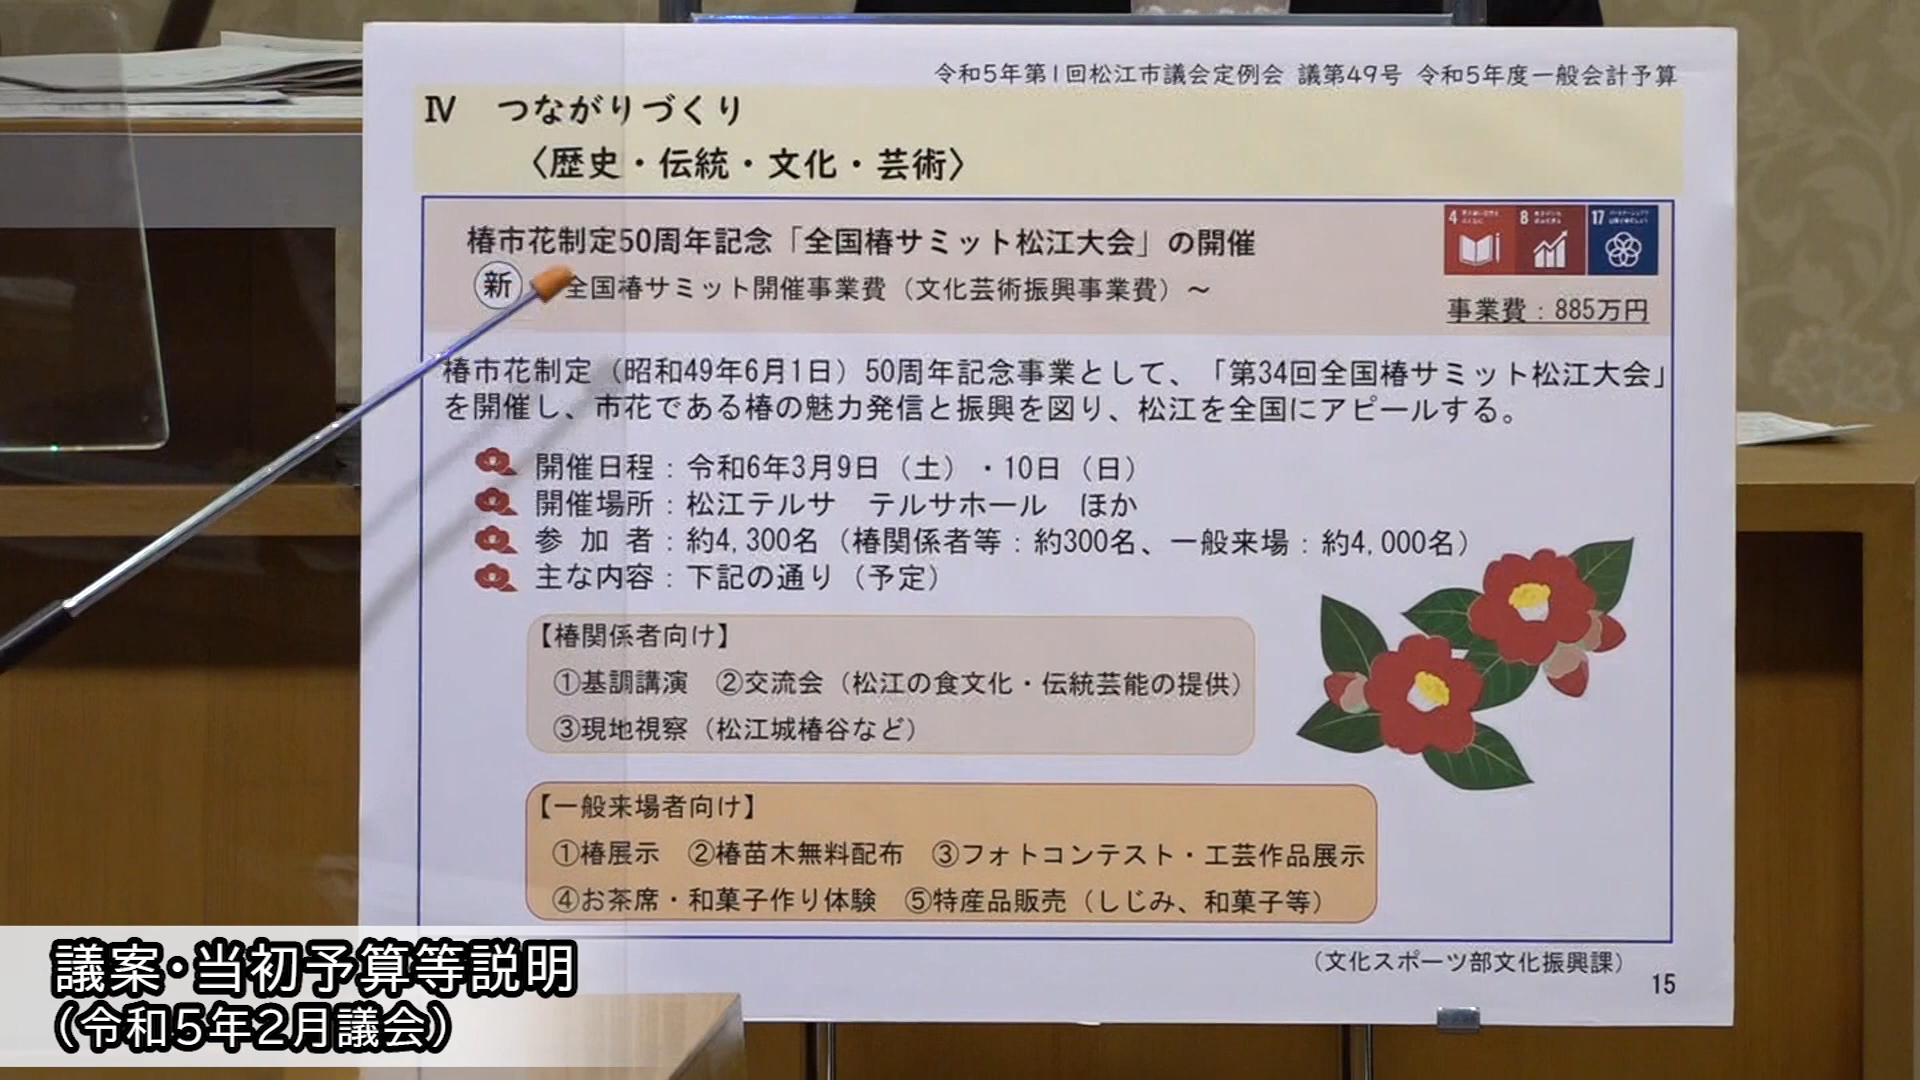 令和5年第1回松江市議会定例会 議第49号 令和5年度一般会計予算
Ⅳ つながりづくり
〈歴史・伝統・文化・芸術〉
椿市花制定50周年記念「全国椿サミット松江大会」の開催
新 全国椿サミット開催事業費（文化芸術振興事業費）～
4 8 17
事業費：885万円
椿市花制定（昭和49年6月1日）50周年記念事業として、「第34回全国椿サミット松江大会」
を開催し、市花である椿の魅力発信と振興を図り、松江を全国にアピールする。
開催日程：令和6年3月9日（土）・10日（日）
開催場所：松江テルサ テルサホール ほか
参加者：約4,300名（椿関係者等：約300名、一般来場：約4,000名）
主な内容：下記の通り（予定）
【椿関係者向け】
①基調講演 ②交流会（松江の食文化・伝統芸能の提供）
③現地視察（松江城椿谷など）
【一般来場者向け】
①椿展示 ②椿苗木無料配布 ③フォトコンテスト・工芸作品展示
④お茶席・和菓子作り体験 ⑤特産品販売（しじみ、和菓子等）
（文化スポーツ部文化振興課）
15
議案・当初予算等説明
（令和5年2月議会）